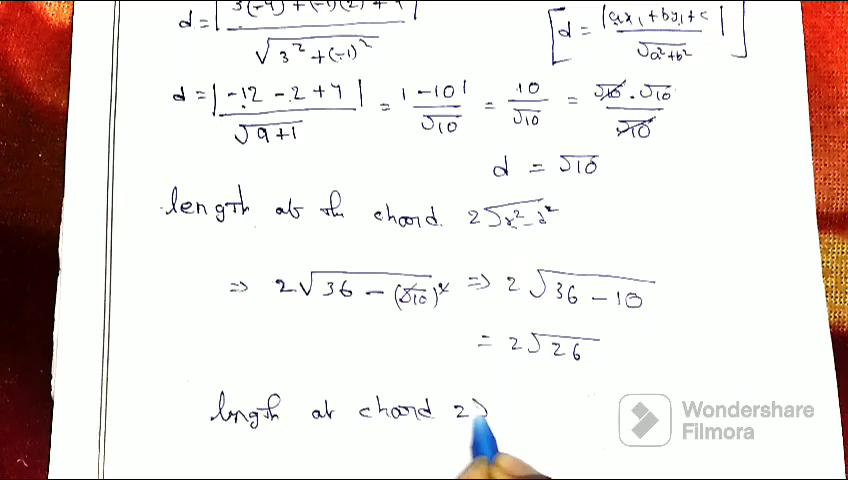 d = |3(-4) + (-1)(2) + 4|
√3² + (-1)²
[d = |ax₁ + by₁ + c| / √a² + b²]
d = |-12 - 2 + 4| / √9+1 = |-10| / √10 = 10 / √10 = √10 · √10 / √10
d = √10
length of the chord 2√r² - d²
⇒ 2√36 - (√10)² ⇒ 2√36 - 10
= 2√26
length of chord 2√
Wondershare
Filmora